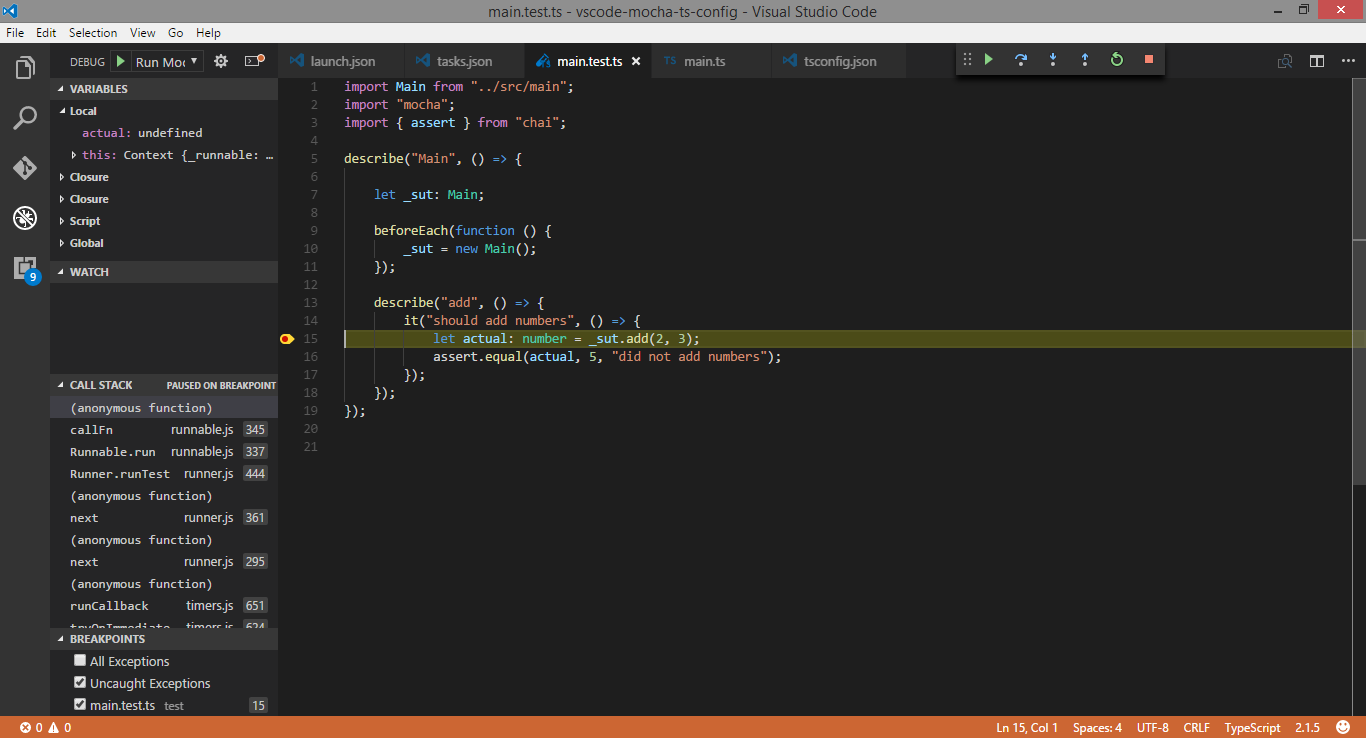 main.test.ts - vscode-mocha-ts-config - Visual Studio Code
File Edit Selection View Go Help
DEBUG Run Moc
launch.json tasks.json main.test.ts TS main.ts tsconfig.json
VARIABLES
Local
actual: undefined
this: Context {_runnable: …
Closure
Closure
Script
Global
WATCH
CALL STACK PAUSED ON BREAKPOINT
(anonymous function)
callFn runnable.js 345
Runnable.run runnable.js 337
Runner.runTest runner.js 444
(anonymous function)
next runner.js 361
(anonymous function)
next runner.js 295
(anonymous function)
runCallback timers.js 651
tryOnImmediate timers.js 624
BREAKPOINTS
All Exceptions
Uncaught Exceptions
main.test.ts test 15
9
1 import Main from "../src/main";
2 import "mocha";
3 import { assert } from "chai";
4
5 describe("Main", () => {
6
7 let _sut: Main;
8
9 beforeEach(function () {
10 _sut = new Main();
11 });
12
13 describe("add", () => {
14 it("should add numbers", () => {
15 let actual: number = _sut.add(2, 3);
16 assert.equal(actual, 5, "did not add numbers");
17 });
18 });
19 });
20
21
0 0 Ln 15, Col 1 Spaces: 4 UTF-8 CRLF TypeScript 2.1.5